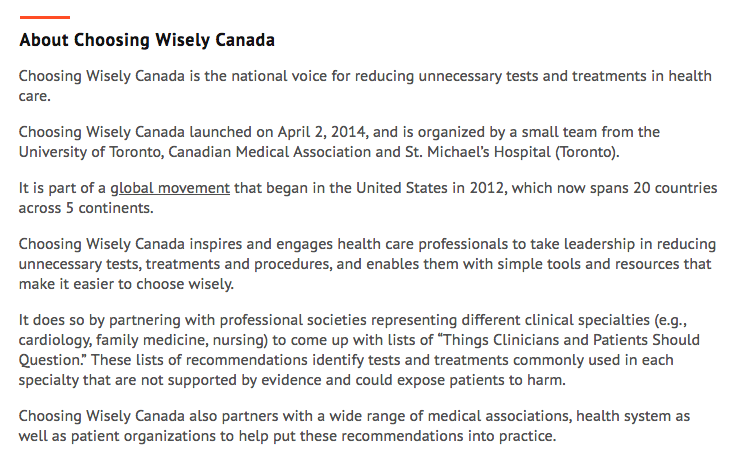 About Choosing Wisely Canada
Choosing Wisely Canada is the national voice for reducing unnecessary tests and treatments in health
care.
Choosing Wisely Canada launched on April 2, 2014, and is organized by a small team from the
University of Toronto, Canadian Medical Association and St. Michael's Hospital (Toronto).
It is part of a global movement that began in the United States in 2012, which now spans 20 countries
across 5 continents.
Choosing Wisely Canada inspires and engages health care professionals to take leadership in reducing
unnecessary tests, treatments and procedures, and enables them with simple tools and resources that
make it easier to choose wisely.
It does so by partnering with professional societies representing different clinical specialties (e.g.,
cardiology, family medicine, nursing) to come up with lists of “Things Clinicians and Patients Should
Question.” These lists of recommendations identify tests and treatments commonly used in each
specialty that are not supported by evidence and could expose patients to harm.
Choosing Wisely Canada also partners with a wide range of medical associations, health system as
well as patient organizations to help put these recommendations into practice.